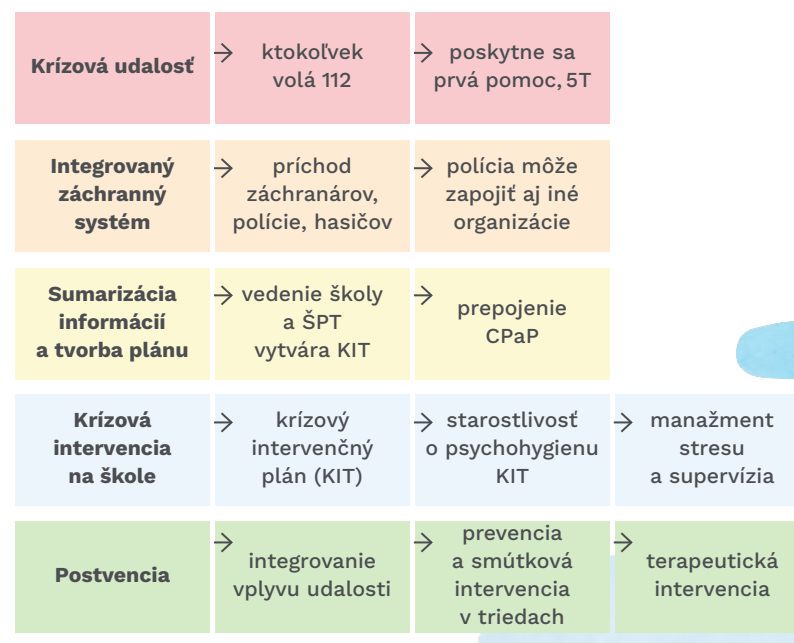 Krízová udalosť
ktokoľvek
volá 112
poskytne sa
prvá pomoc, 5T
Integrovaný
záchranný
systém
príchod
záchranárov,
polície, hasičov
polícia môže
zapojiť aj iné
organizácie
Sumarizácia
informácií
a tvorba plánu
vedenie školy
a ŠPT
vytvára KIT
prepojenie
CPaP
Krízová
intervencia
na škole
krízový
intervenčný
plán (KIT)
starostlivosť
o psychohygienu
KIT
manažment
stresu
a supervízia
Postvencia
integrovanie
vplyvu udalosti
prevencia
a smútková
intervencia
v triedach
terapeutická
intervencia